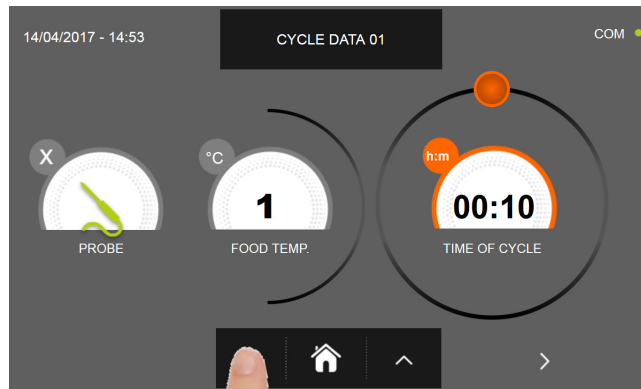 14/04/2017 - 14:53
CYCLE DATA 01
COM
X
°C
h:m
1
00:10
PROBE
FOOD TEMP.
TIME OF CYCLE